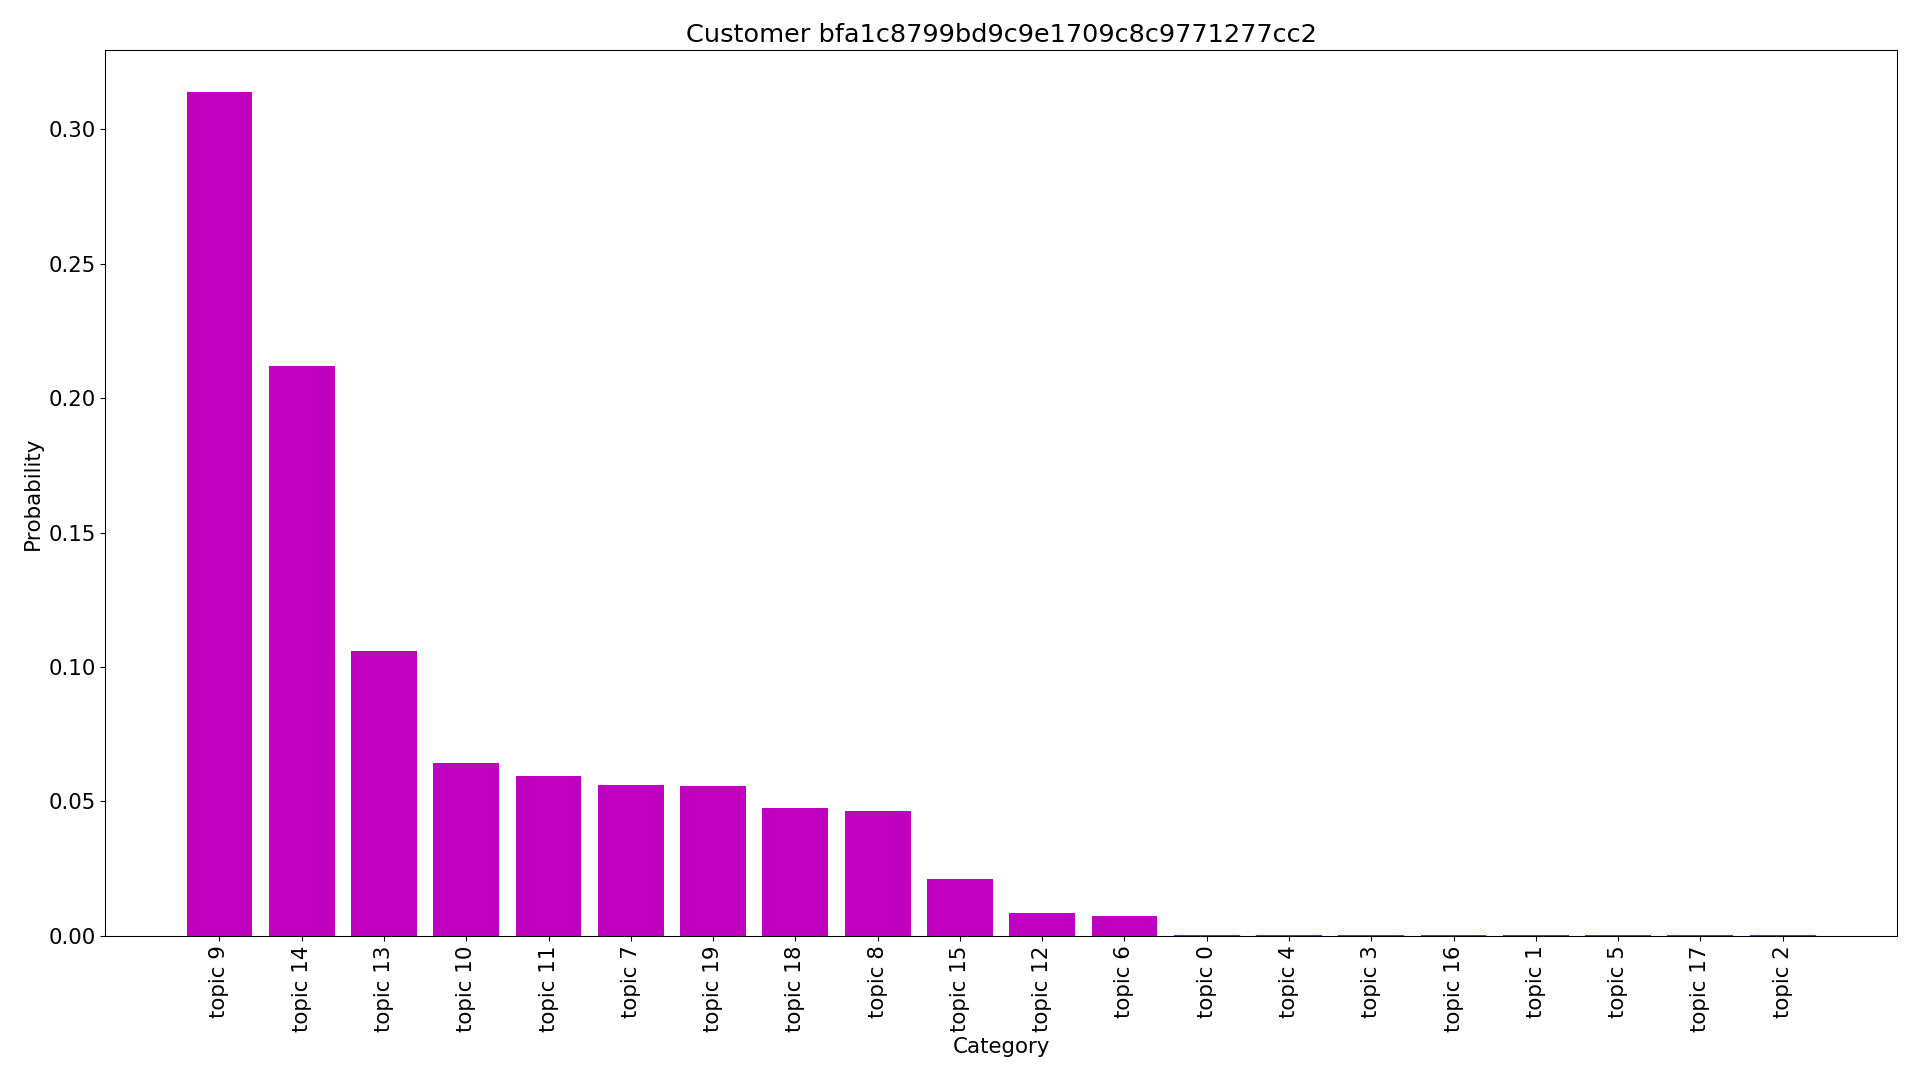 Customer bfa1c8799bd9c9e1709c8c9771277cc2
Probability
0.30
0.25
0.20
0.15
0.10
0.05
0.00
topic 9
topic 14
topic 13
topic 10
topic 11
topic 7
topic 19
topic 18
topic 8
topic 15
topic 12
topic 6
topic 0
topic 4
topic 3
topic 16
topic 1
topic 5
topic 17
topic 2
Category